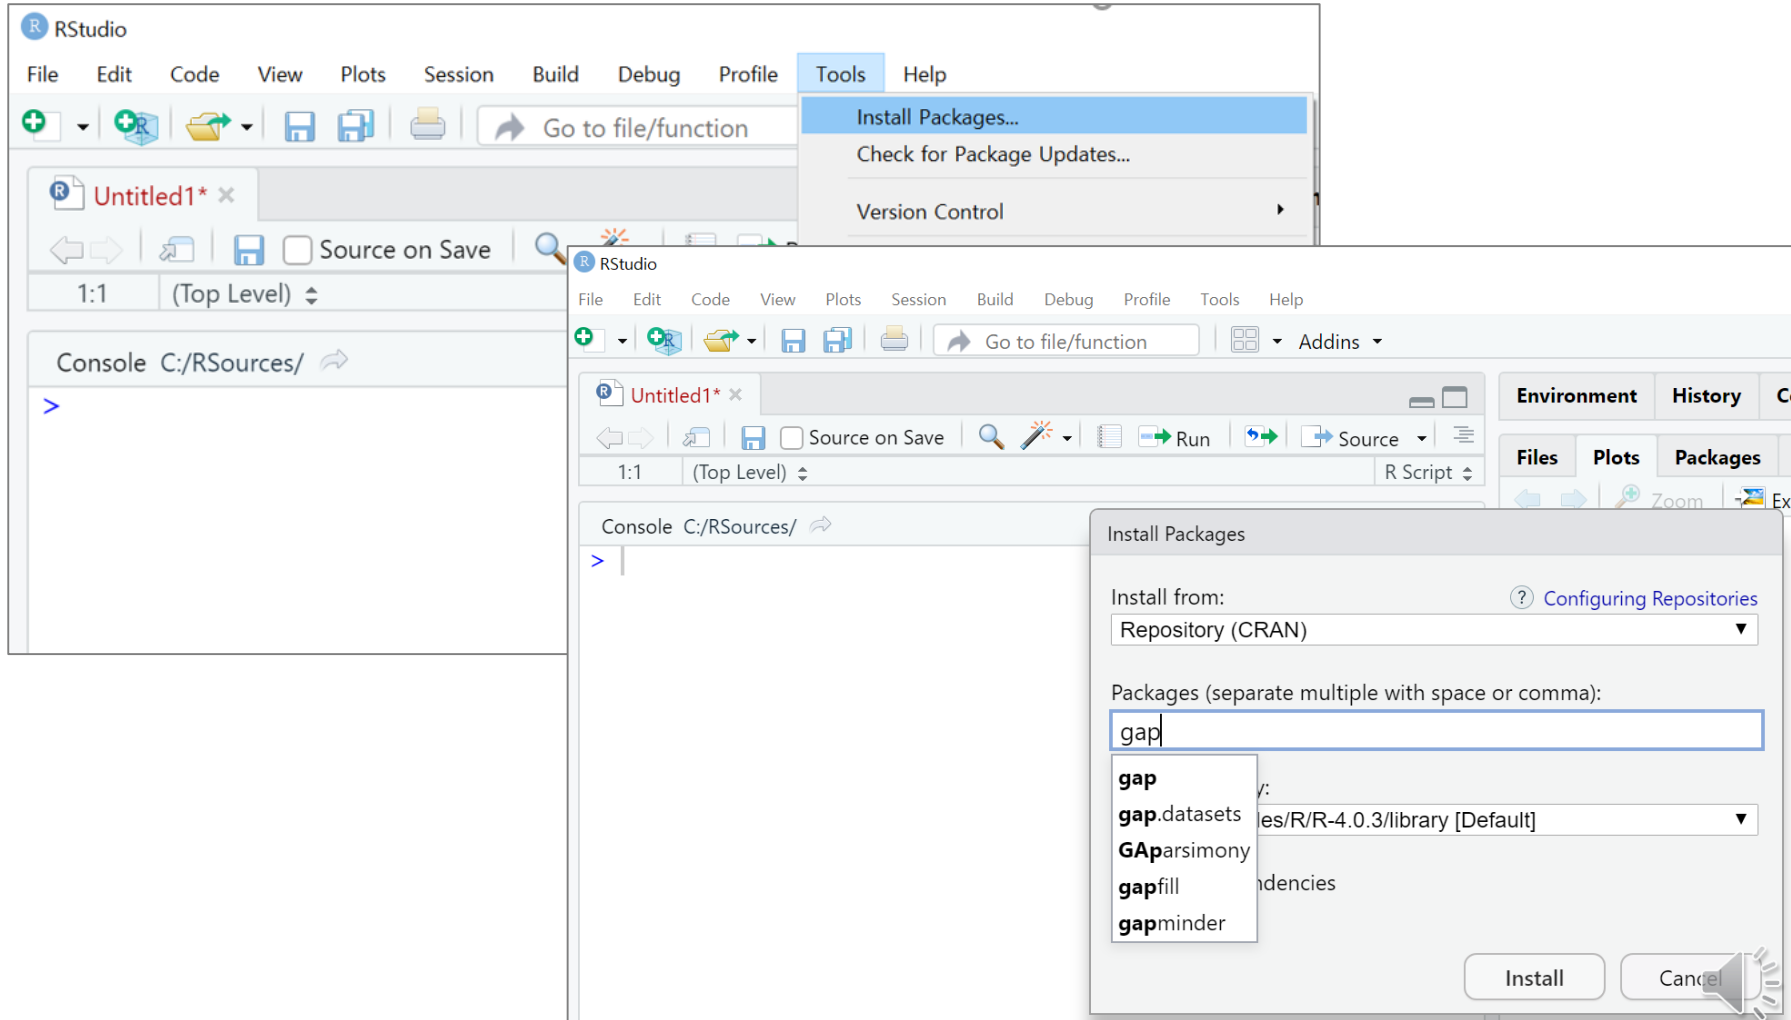 RStudio
File Edit Code View Plots Session Build Debug Profile Tools Help
Go to file/function
Install Packages...
Check for Package Updates...
Version Control
Untitled1*
Source on Save
1:1 (Top Level)
Console C:/RSources/
>
RStudio
File Edit Code View Plots Session Build Debug Profile Tools Help
Go to file/function Addins
Untitled1*
Source on Save Run Source
1:1 (Top Level) R Script
Console C:/RSources/
>
Environment History
Files Plots Packages
Zoom
Install Packages
Install from: ? Configuring Repositories
Repository (CRAN)
Packages (separate multiple with space or comma):
gap
gap
gap.datasets
GAparsimony
gapfill
gapminder
y:
les/R/R-4.0.3/library [Default]
ndencies
Install Cancel